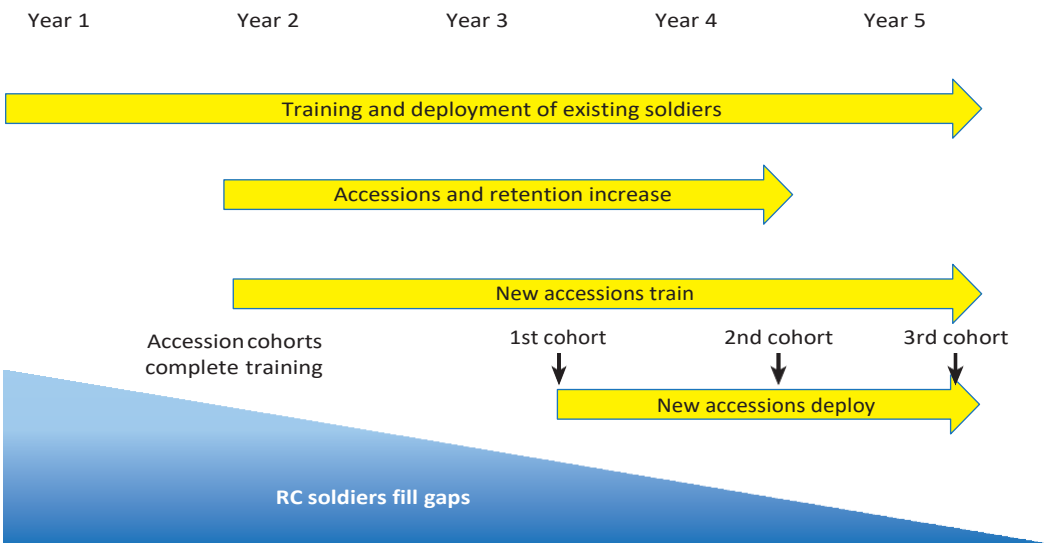 Year 1 Year 2 Year 3 Year 4 Year 5
Training and deployment of existing soldiers
Accessions and retention increase
New accessions train
Accession cohorts
complete training
1st cohort 2nd cohort 3rd cohort
New accessions deploy
RC soldiers fill gaps